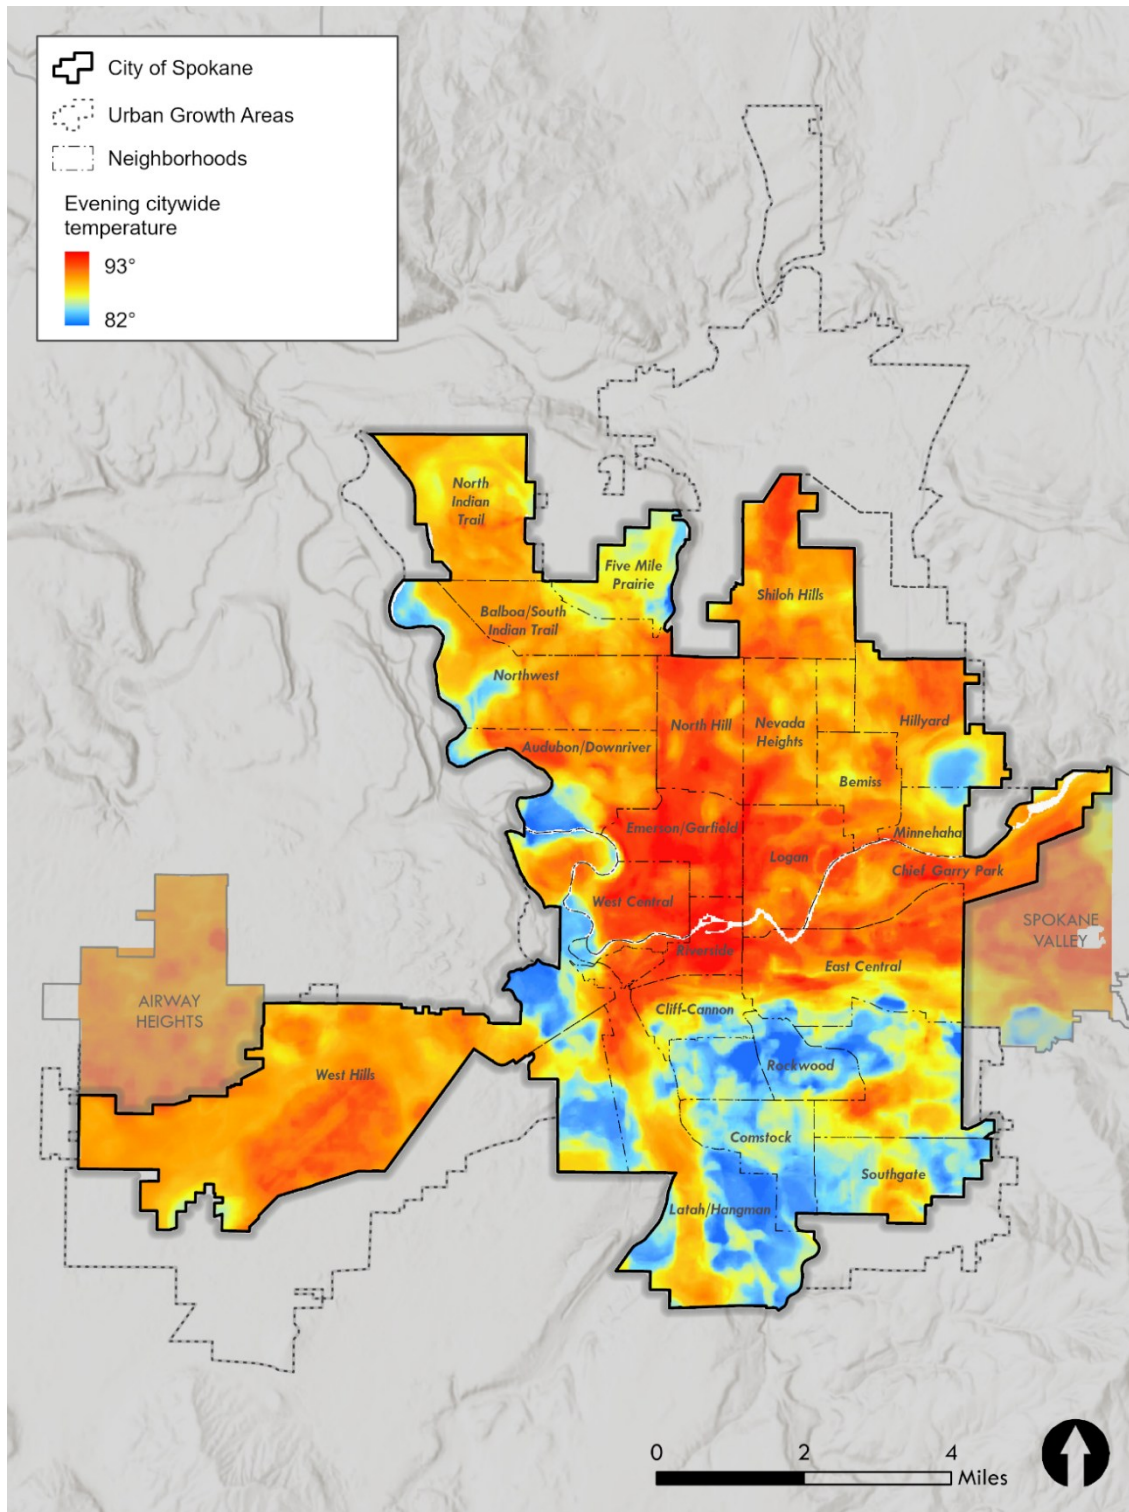 City of Spokane
Urban Growth Areas
Neighborhoods
Evening citywide
temperature
93°
82°
North
Indian
Trail
Five Mile
Prairie
Shiloh Hills
Balboa/South
Indian Trail
Northwest
North Hill
Nevada
Heights
Hillyard
Audubon/Downriver
Bemiss
Emerson/Garfield
Minnehaha
Logan
Chief Garry Park
West Central
SPOKANE
VALLEY
Riverside
East Central
AIRWAY
HEIGHTS
Cliff-Cannon
West Hills
Rockwood
Comstock
Southgate
Latah/Hangman
0 2 4
Miles